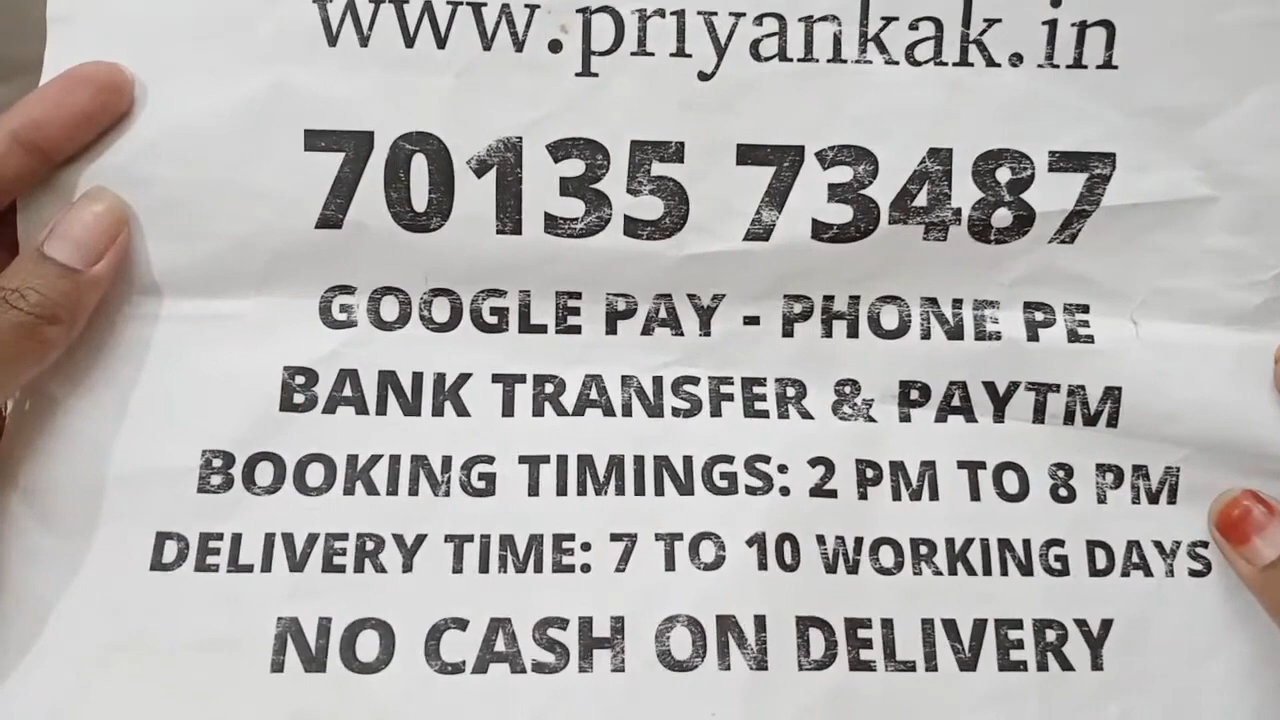 www.priyankak.in
70135 73487
GOOGLE PAY - PHONE PE
BANK TRANSFER & PAYTM
BOOKING TIMINGS: 2 PM TO 8 PM
DELIVERY TIME: 7 TO 10 WORKING DAYS
NO CASH ON DELIVERY